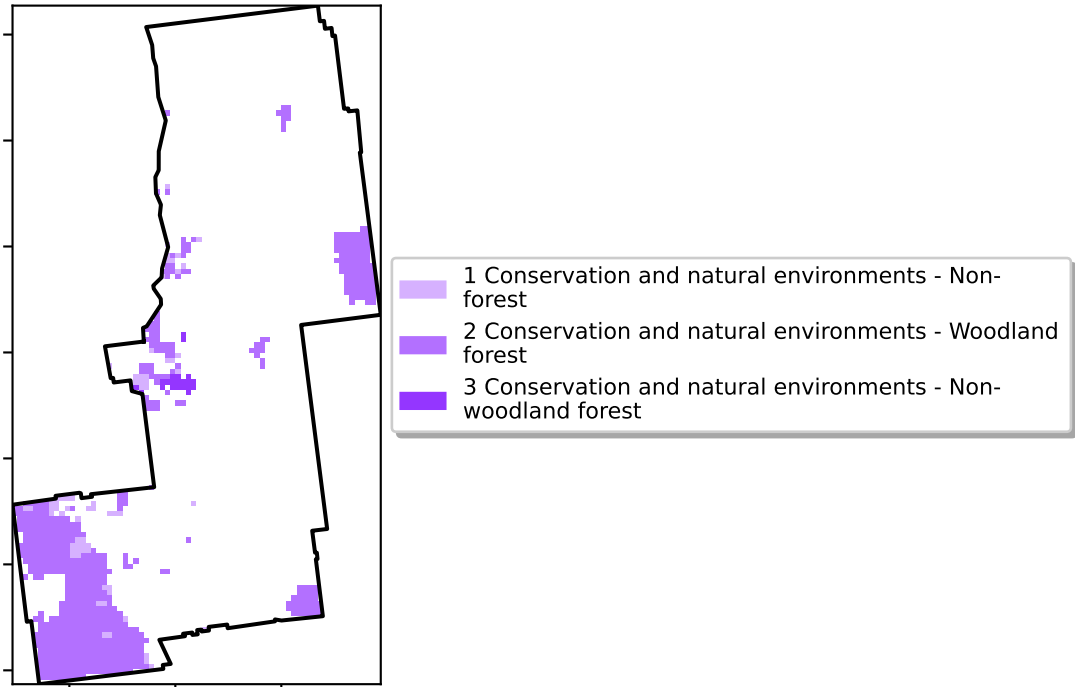 1 Conservation and natural environments - Non-
forest
2 Conservation and natural environments - Woodland
forest
3 Conservation and natural environments - Non-
woodland forest